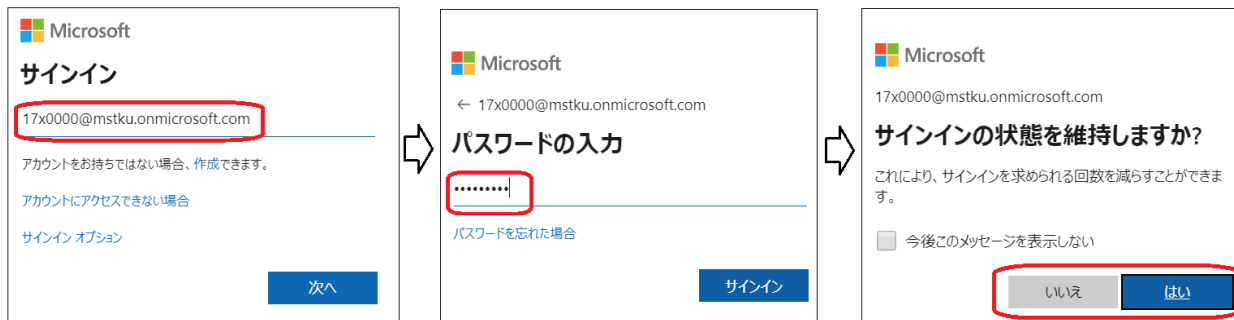 Microsoft
サインイン
17x0000@mstku.onmicrosoft.com
アカウントをお持ちではない場合、作成できます。
アカウントにアクセスできない場合
サインイン オプション
次へ
Microsoft
← 17x0000@mstku.onmicrosoft.com
パスワードの入力
•••••••••
パスワードを忘れた場合
サインイン
Microsoft
17x0000@mstku.onmicrosoft.com
サインインの状態を維持しますか?
これにより、サインインを求められる回数を減らすことができま
す。
今後このメッセージを表示しない
いいえ はい